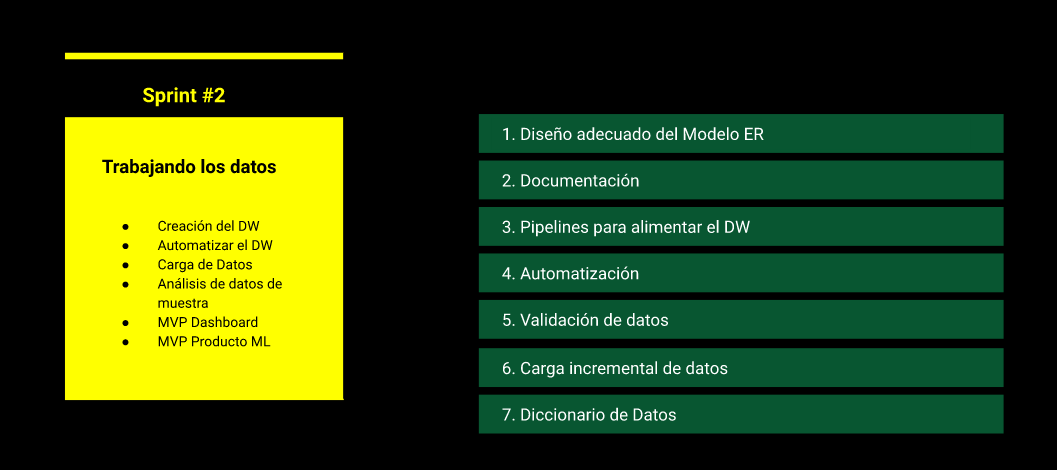 Sprint #2
Trabajando los datos
● Creación del DW
● Automatizar el DW
● Carga de Datos
● Análisis de datos de
muestra
● MVP Dashboard
● MVP Producto ML
1. Diseño adecuado del Modelo ER
2. Documentación
3. Pipelines para alimentar el DW
4. Automatización
5. Validación de datos
6. Carga incremental de datos
7. Diccionario de Datos